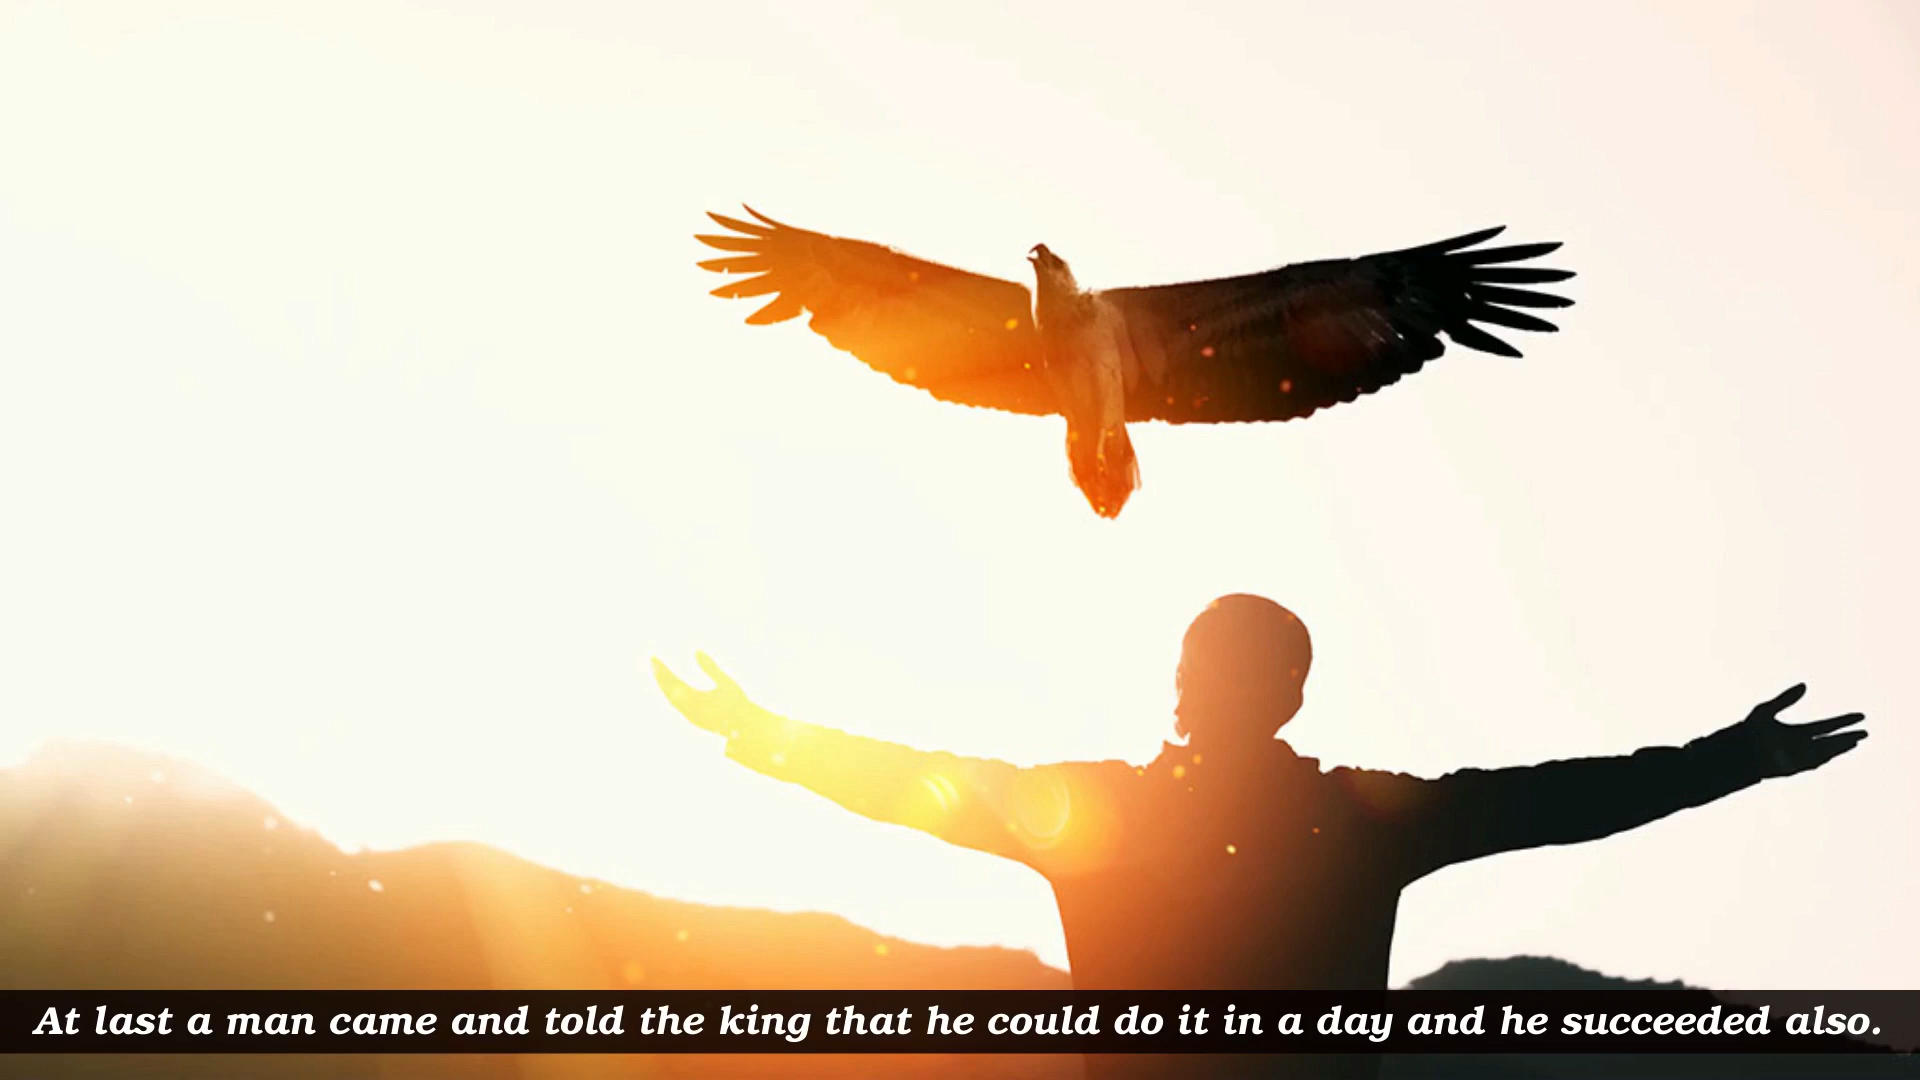 At last a man came and told the king that he could do it in a day and he succeeded also.